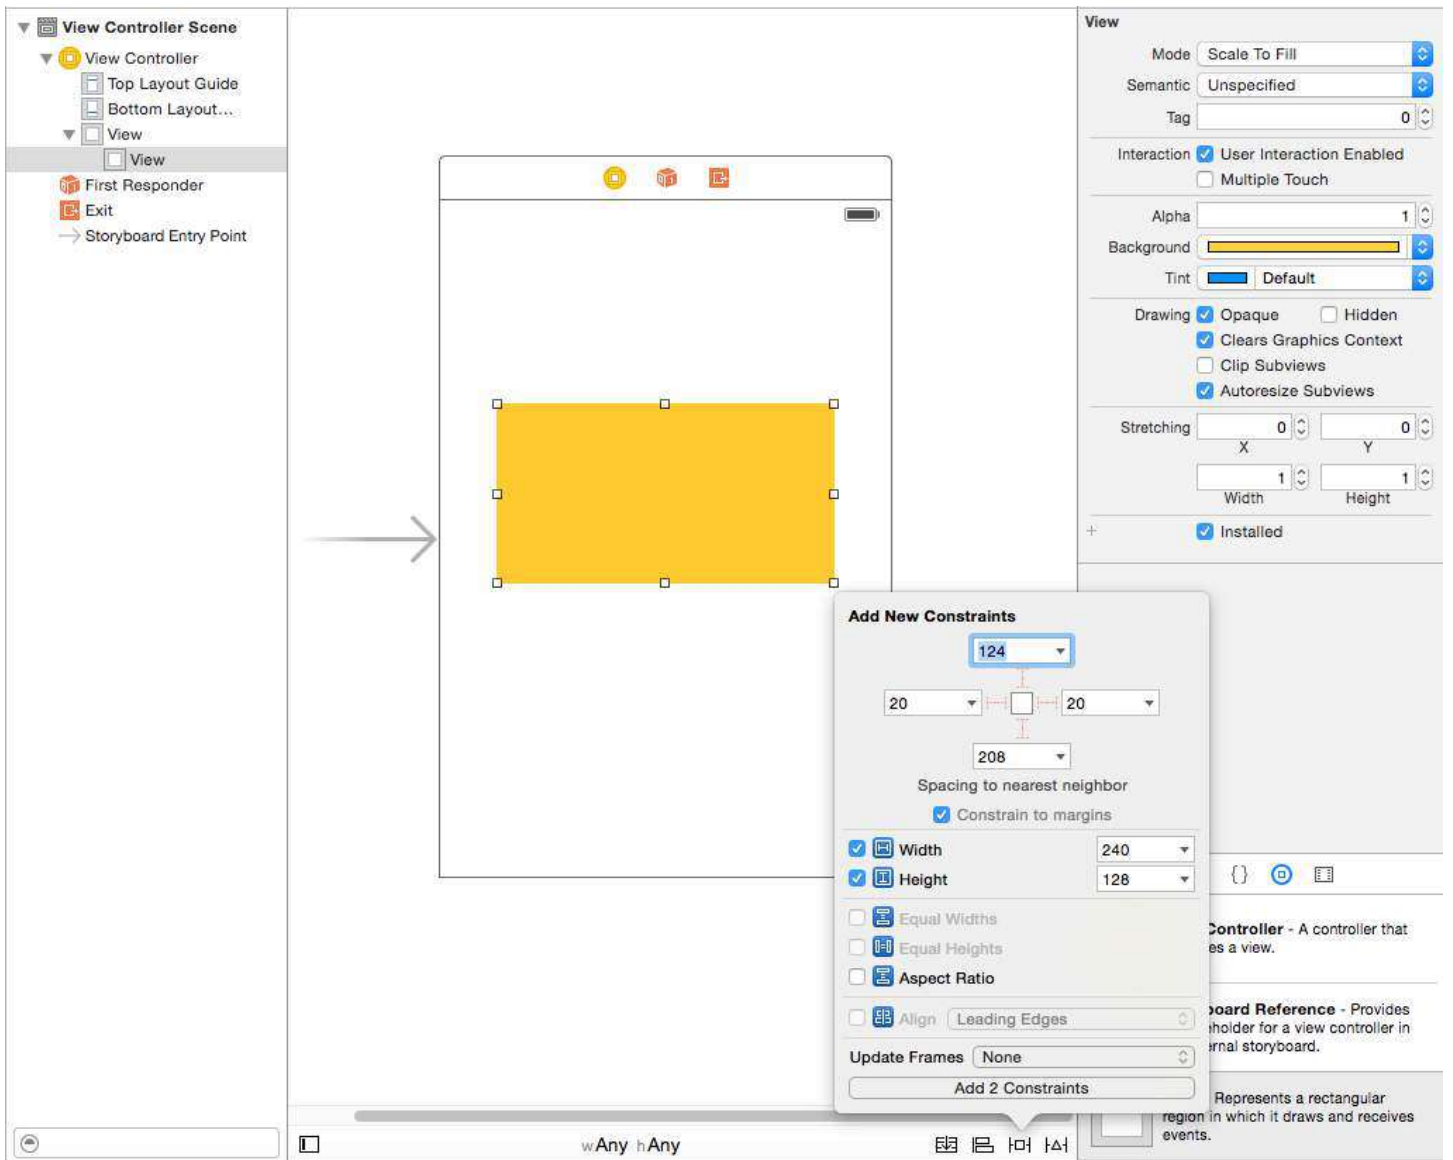 View Controller Scene
View Controller
Top Layout Guide
Bottom Layout...
View
View
First Responder
Exit
Storyboard Entry Point
View
Mode Scale To Fill
Semantic Unspecified
Tag 0
Interaction User Interaction Enabled
Multiple Touch
Alpha 1
Background
Tint Default
Drawing Opaque Hidden
Clears Graphics Context
Clip Subviews
Autoresize Subviews
Stretching 0 0
X Y
1 1
Width Height
+ Installed
Add New Constraints
124
20 20
208
Spacing to nearest neighbor
Constrain to margins
Width 240
Height 128
Equal Widths
Equal Heights
Aspect Ratio
Align Leading Edges
Update Frames None
Add 2 Constraints
{}
Controller - A controller that
es a view.
board Reference - Provides
eholder for a view controller in
rnal storyboard.
Represents a rectangular
region in which it draws and receives
events.
wAny hAny